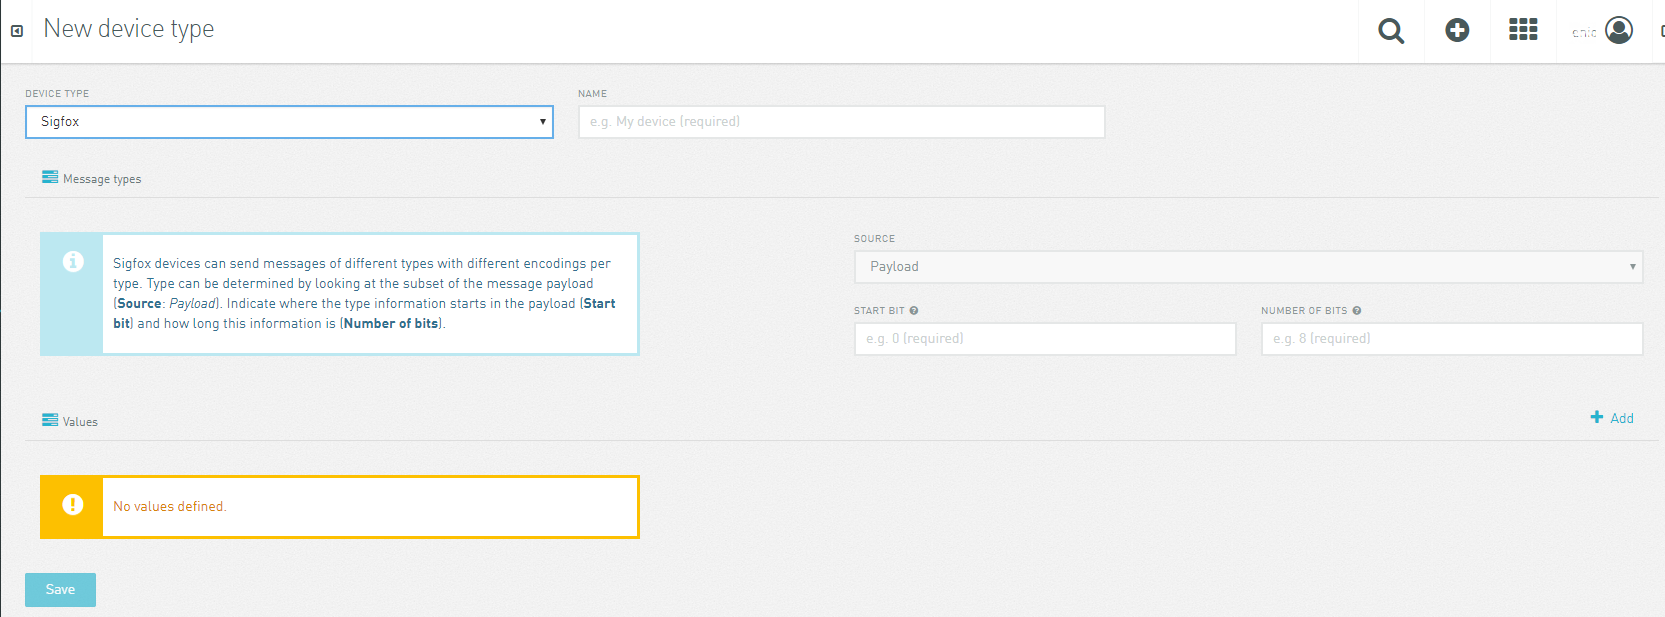 New device type
DEVICE TYPE
NAME
Sigfox
e.g. My device (required)
Message types
Sigfox devices can send messages of different types with different encodings per
type. Type can be determined by looking at the subset of the message payload
(Source: Payload). Indicate where the type information starts in the payload (Start
bit) and how long this information is (Number of bits).
SOURCE
Payload
START BIT
NUMBER OF BITS
e.g. 0 (required)
e.g. 8 (required)
Values
Add
No values defined.
Save